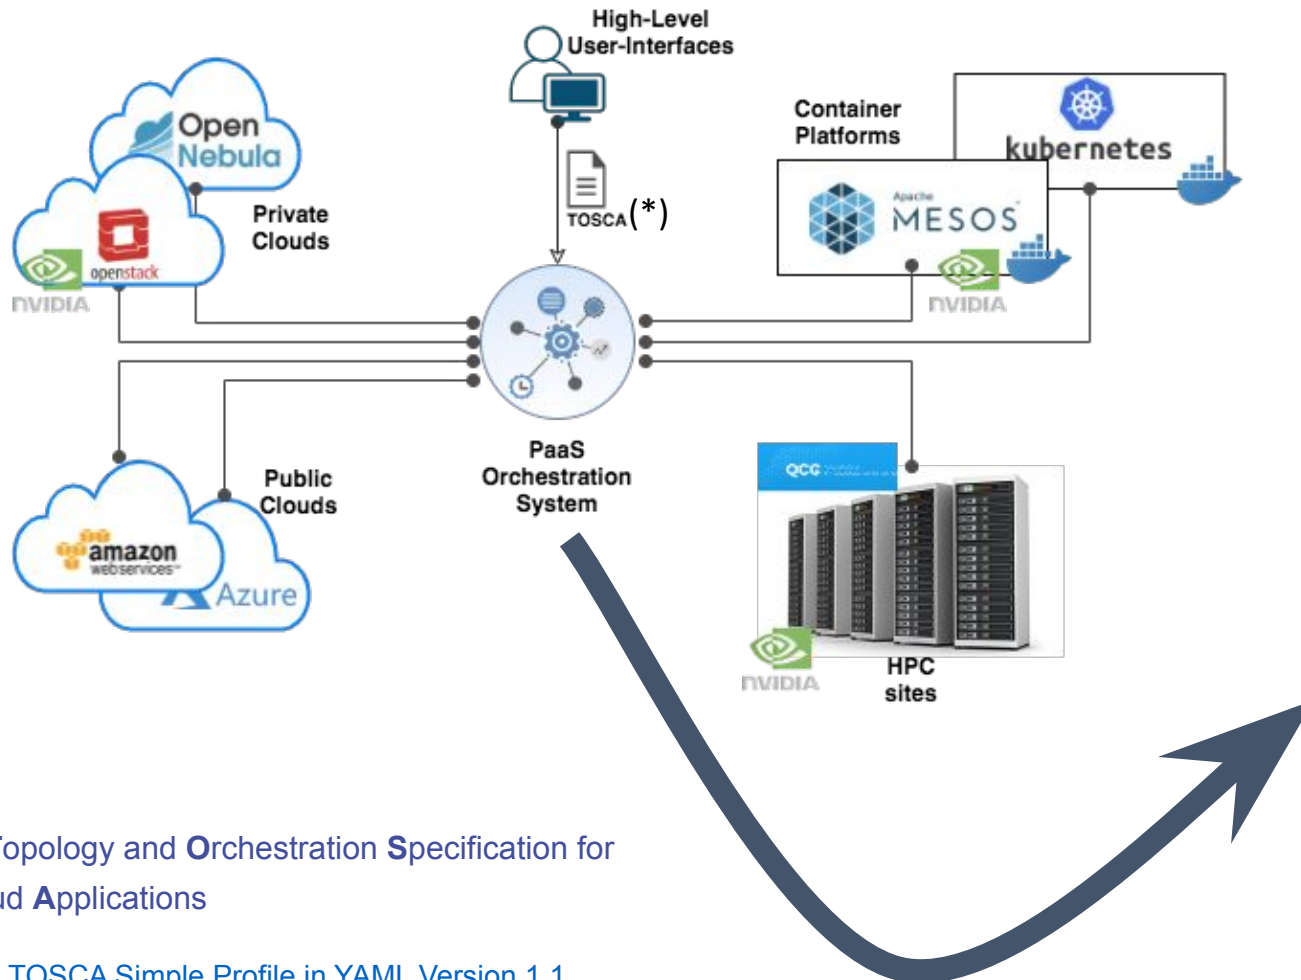 High-Level
User-Interfaces
Open
Nebula
Private
Clouds
openstack
NVIDIA
TOSCA(*)
Container
Platforms
kubernetes
Apache
MESOS
NVIDIA
PaaS
Orchestration
System
Public
Clouds
amazon
webservices™
Azure
QCG
NVIDIA
HPC
sites
opology and Orchestration Specification for
ud Applications
TOSCA Simple Profile in YAML Version 1.1